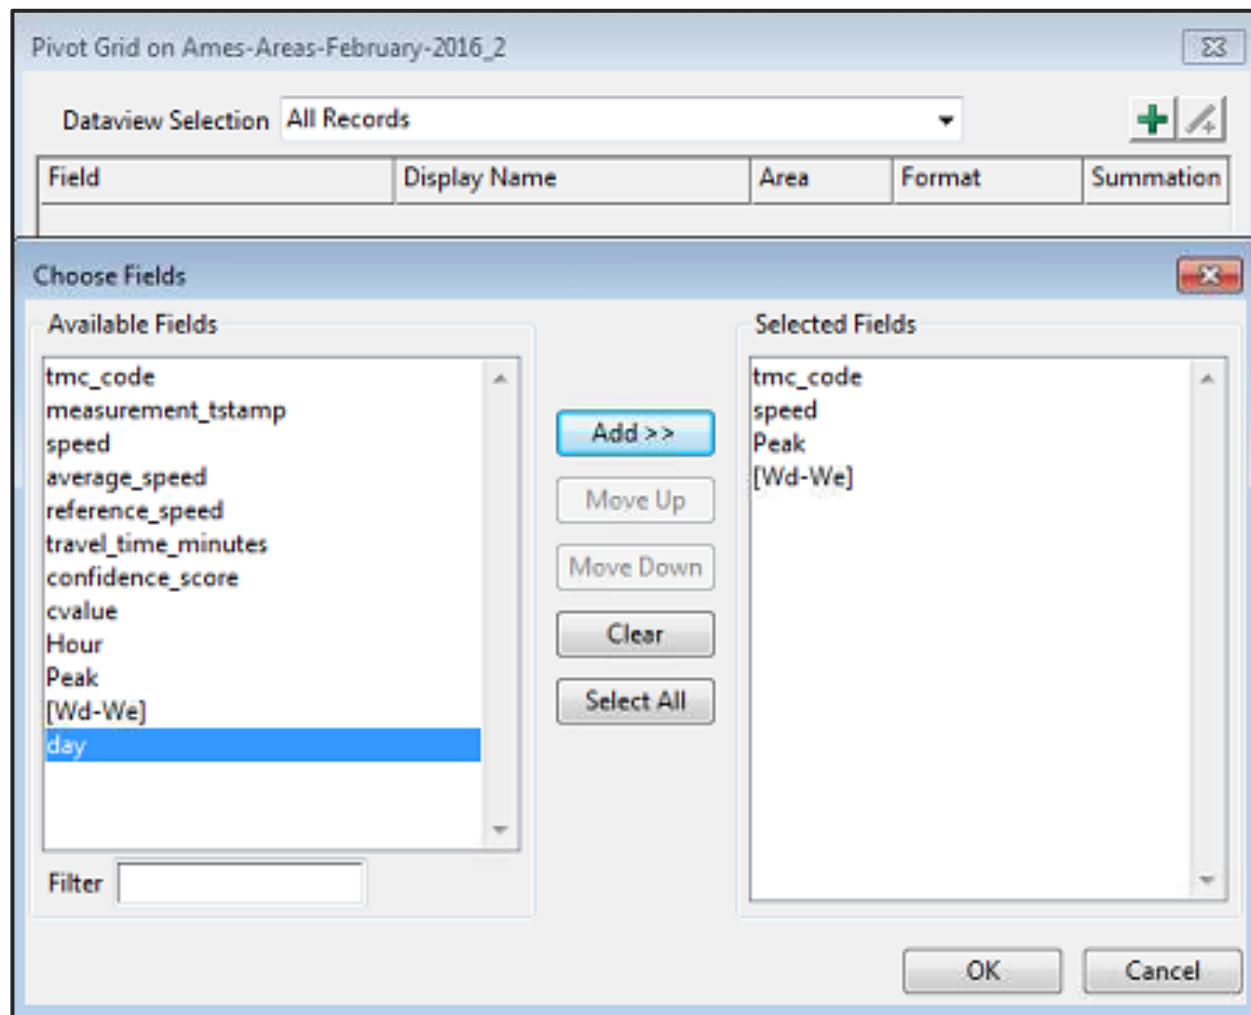 Pivot Grid on Ames-Areas-February-2016_2
Dataview Selection All Records
Field Display Name Area Format Summation
Choose Fields
Available Fields
tmc_code
measurement_tstamp
speed
average_speed
reference_speed
travel_time_minutes
confidence_score
cvalue
Hour
Peak
[Wd-We]
day
Filter
Add >>
Move Up
Move Down
Clear
Select All
Selected Fields
tmc_code
speed
Peak
[Wd-We]
OK Cancel